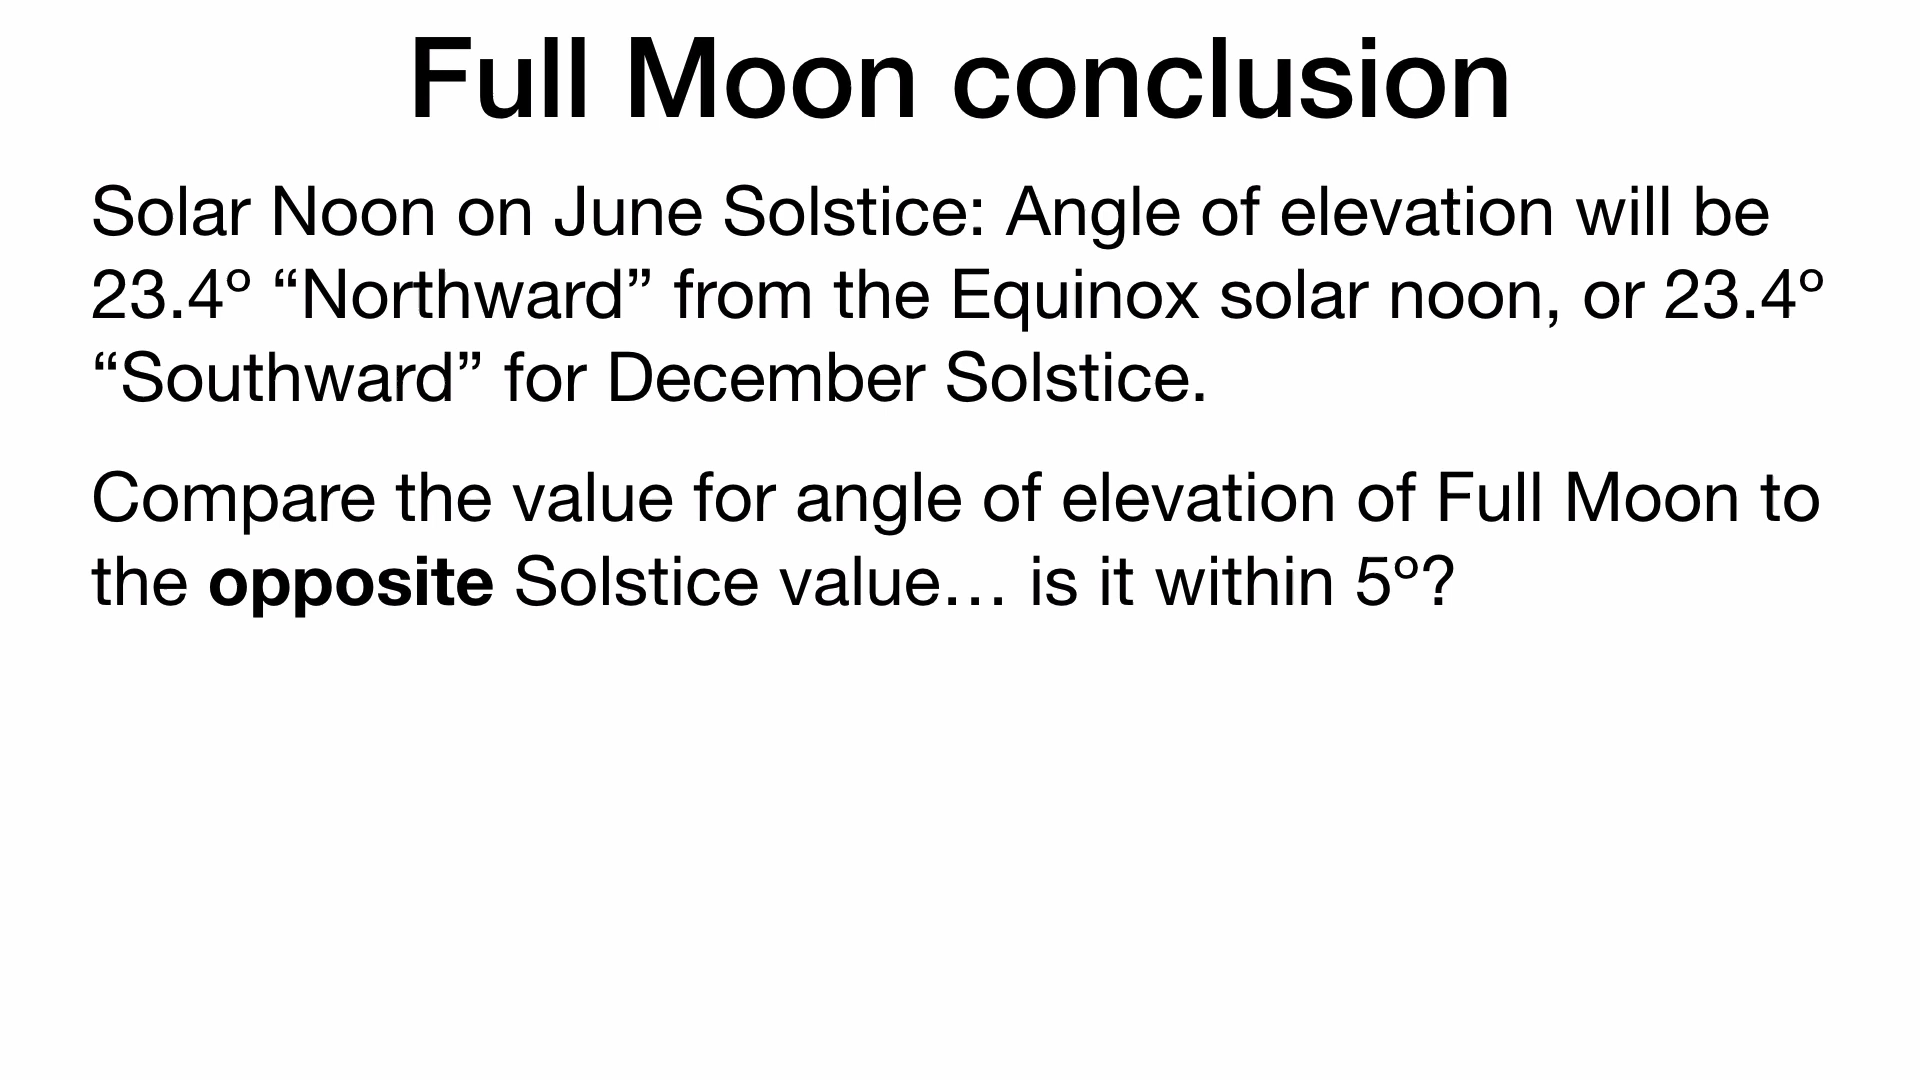 Full Moon conclusion
Solar Noon on June Solstice: Angle of elevation will be
23.4º “Northward” from the Equinox solar noon, or 23.4º
“Southward” for December Solstice.
Compare the value for angle of elevation of Full Moon to
the opposite Solstice value… is it within 5º?